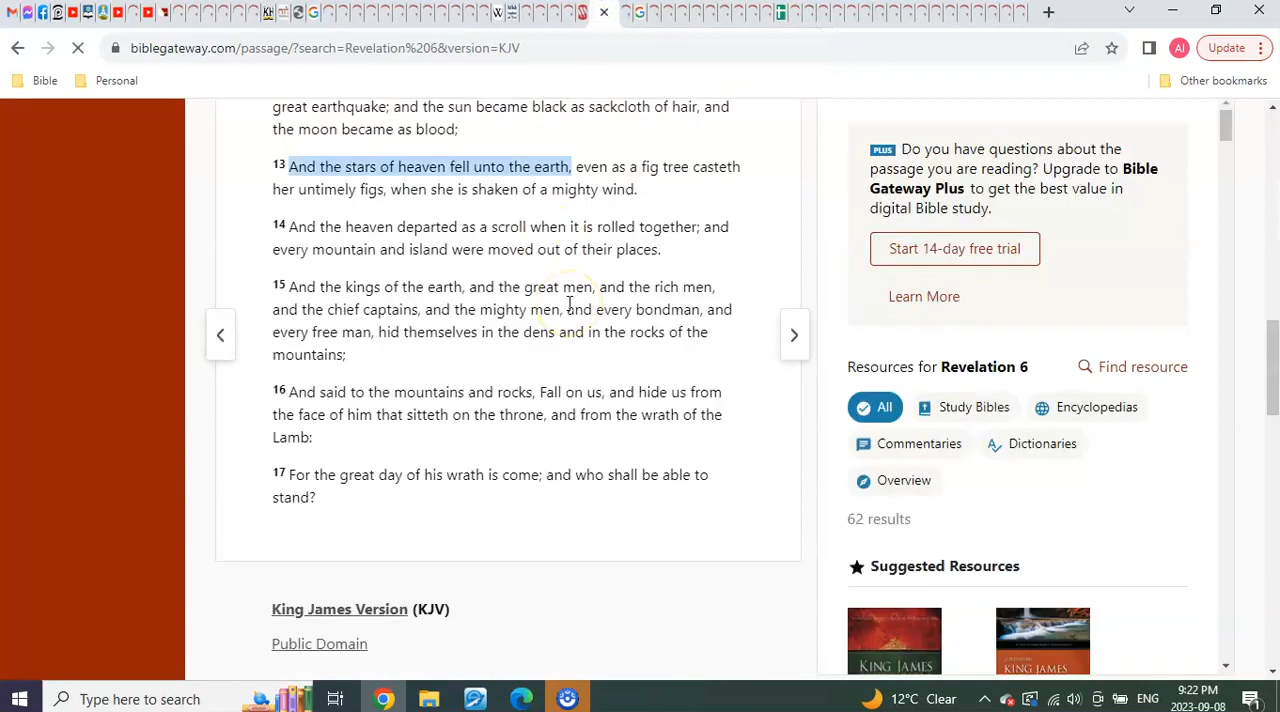 biblegateway.com/passage/?search=Revelation%206&version=KJV
AI
Update
Bible
Personal
Other bookmarks
great earthquake; and the sun became black as sackcloth of hair, and
the moon became as blood;
13 And the stars of heaven fell unto the earth, even as a fig tree casteth
her untimely figs, when she is shaken of a mighty wind.
14 And the heaven departed as a scroll when it is rolled together; and
every mountain and island were moved out of their places.
15 And the kings of the earth, and the great men, and the rich men,
and the chief captains, and the mighty men, and every bondman, and
every free man, hid themselves in the dens and in the rocks of the
mountains;
16 And said to the mountains and rocks, Fall on us, and hide us from
the face of him that sitteth on the throne, and from the wrath of the
Lamb:
17 For the great day of his wrath is come; and who shall be able to
stand?
King James Version (KJV)
Public Domain
PLUS Do you have questions about the
passage you are reading? Upgrade to Bible
Gateway Plus to get the best value in
digital Bible study.
Start 14-day free trial
Learn More
Resources for Revelation 6
Find resource
All
Study Bibles
Encyclopedias
Commentaries
Dictionaries
Overview
62 results
Suggested Resources
KING JAMES
KING JAMES
Type here to search
12°C Clear
ENG
9:22 PM
2023-09-08
1